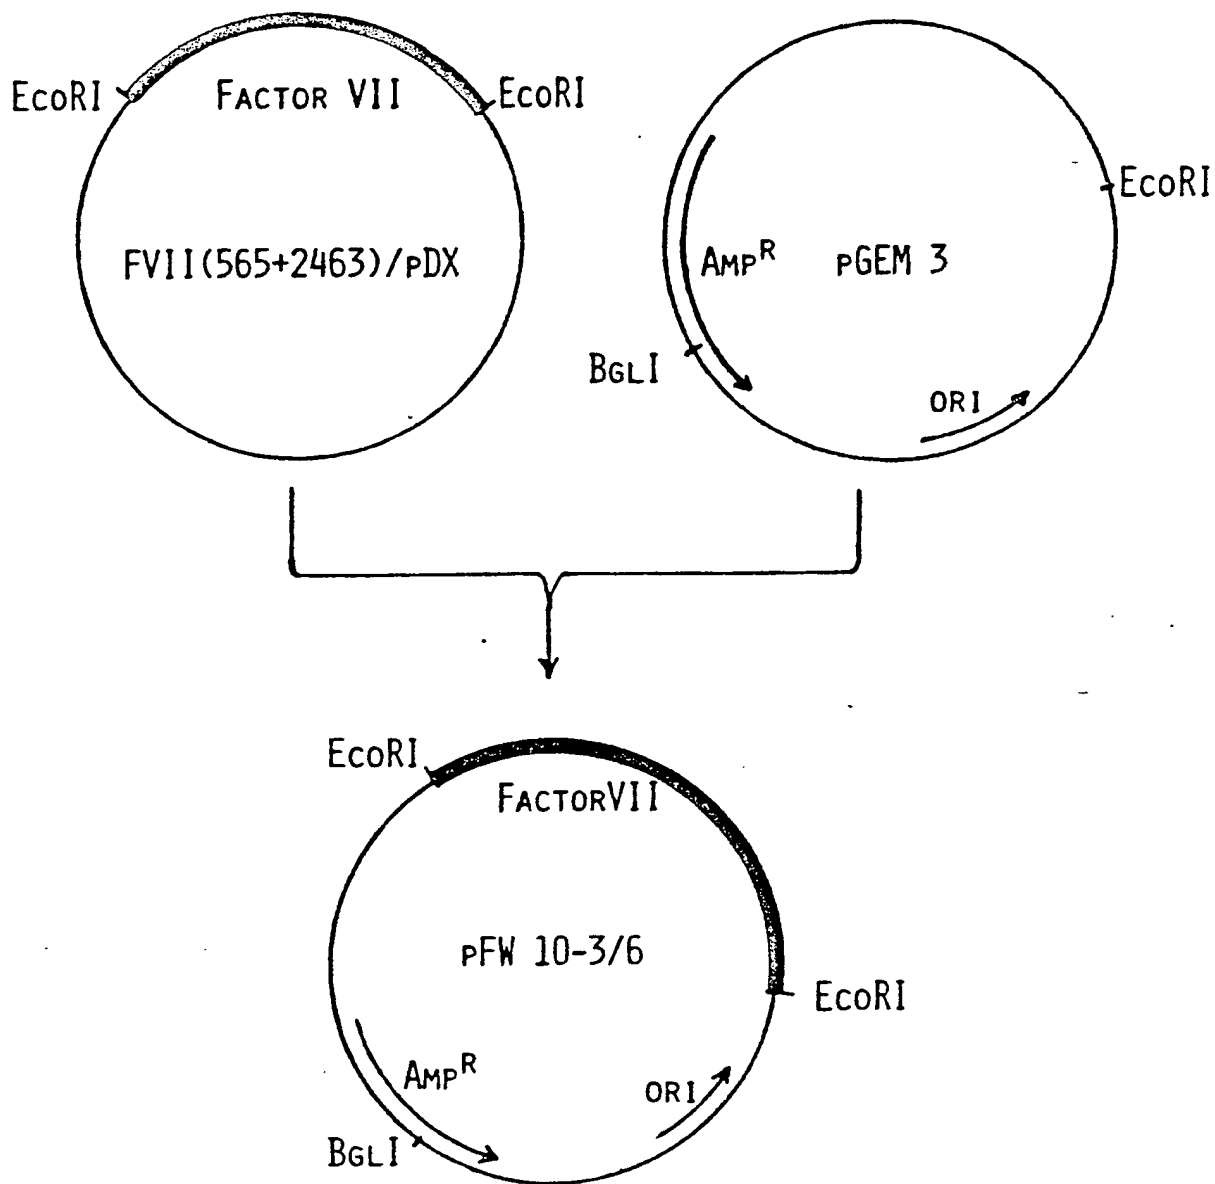 EcoRI
Factor VII
EcoRI
FVII(565+2463)/pDX
EcoRI
AmpR
pGEM 3
BglI
ORI
EcoRI
FactorVII
pFW 10-3/6
EcoRI
AmpR
ORI
BglI